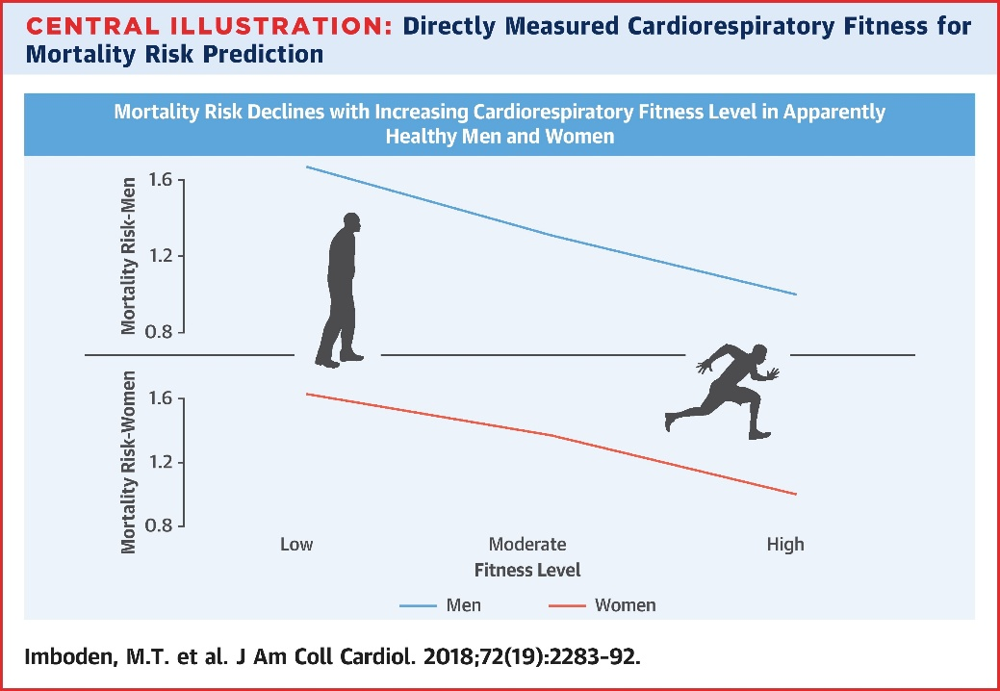 CENTRAL ILLUSTRATION: Directly Measured Cardiorespiratory Fitness for
Mortality Risk Prediction
Mortality Risk Declines with Increasing Cardiorespiratory Fitness Level in Apparently
Healthy Men and Women
Mortality Risk-Men
1.6
1.2
0.8
Mortality Risk-Women
1.6
1.2
0.8
Low Moderate High
Fitness Level
Men Women
Imboden, M.T. et al. J Am Coll Cardiol. 2018;72(19):2283-92.